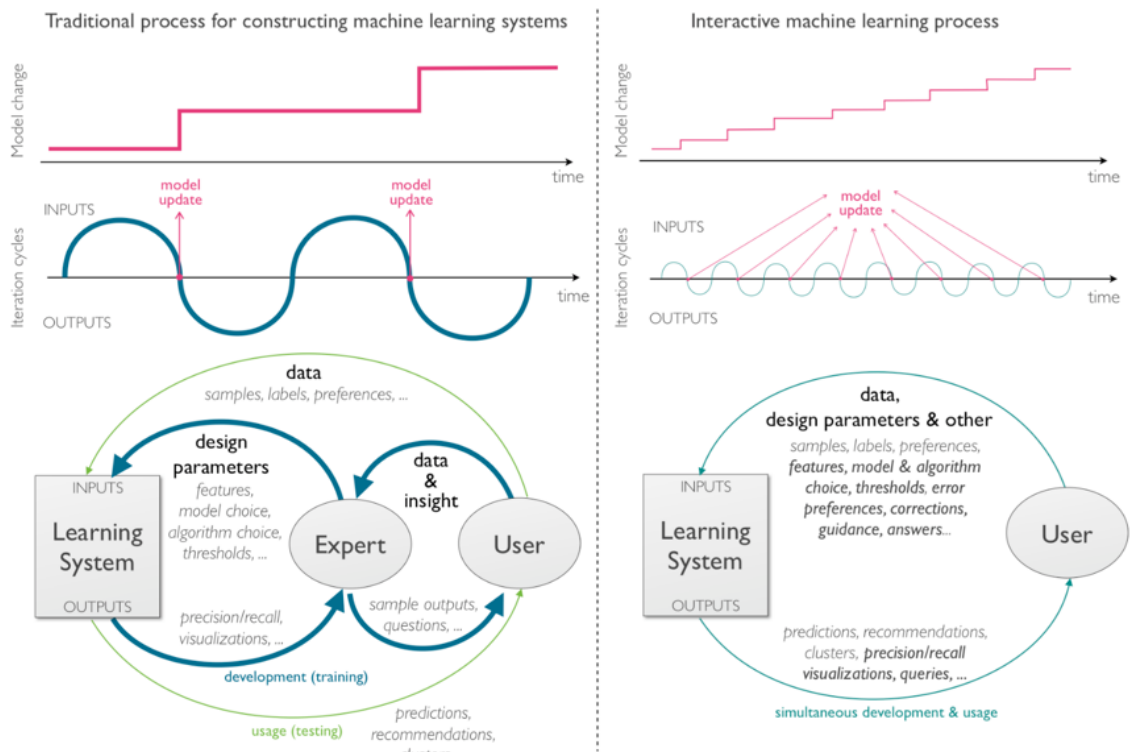 Traditional process for constructing machine learning systems
Model change
time
model
update
model
update
INPUTS
Iteration cycles
time
OUTPUTS
data
samples, labels, preferences, ...
design
parameters
features,
model choice,
algorithm choice,
thresholds, ...
data
&
insight
INPUTS
Learning
System
OUTPUTS
Expert
User
precision/recall,
visualizations, ...
sample outputs,
questions, ...
development (training)
usage (testing)
predictions,
recommendations,
Interactive machine learning process
Model change
time
model
update
INPUTS
Iteration cycles
time
OUTPUTS
data,
design parameters & other
samples, labels, preferences,
features, model & algorithm
choice, thresholds, error
preferences, corrections,
guidance, answers...
INPUTS
Learning
System
OUTPUTS
User
predictions, recommendations,
clusters, precision/recall
visualizations, queries, ...
simultaneous development & usage